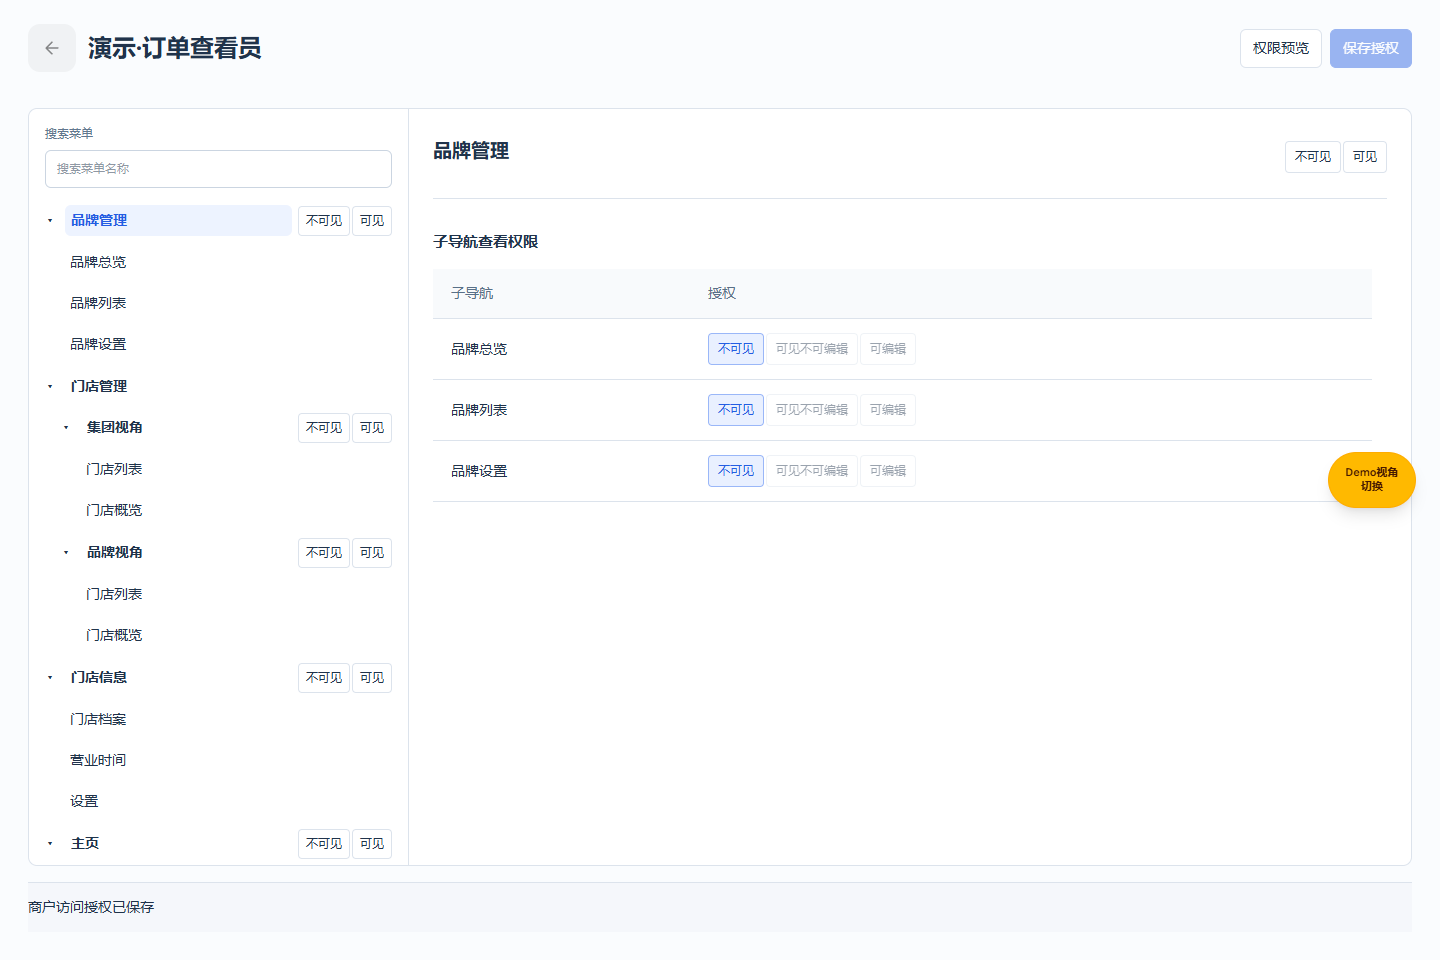 演示·订单查看员
权限预览
保存授权
搜索菜单
搜索菜单名称
品牌管理
不可见 可见
品牌总览
品牌列表
品牌设置
门店管理
集团视角
不可见 可见
门店列表
门店概览
品牌视角
不可见 可见
门店列表
门店概览
门店信息
不可见 可见
门店档案
营业时间
设置
主页
不可见 可见
品牌管理
不可见 可见
子导航查看权限
子导航 授权
品牌总览 不可见 可见不可编辑 可编辑
品牌列表 不可见 可见不可编辑 可编辑
品牌设置 不可见 可见不可编辑 可编辑
Demo视角
切换
商户访问授权已保存